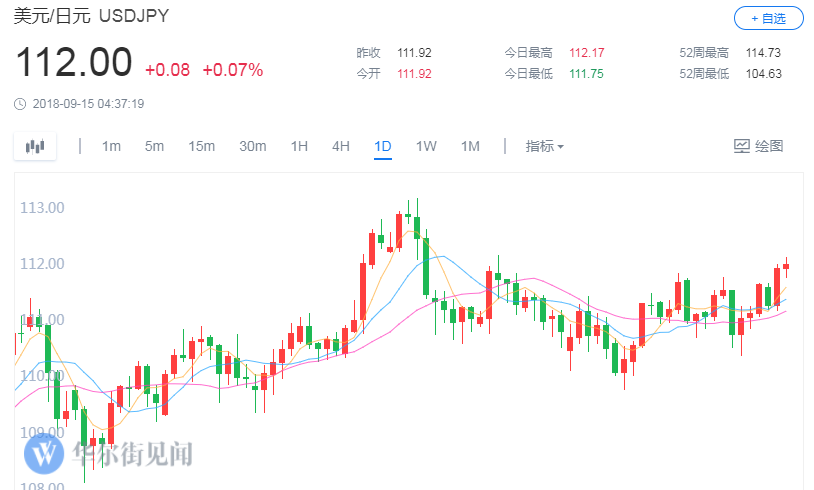 美元/日元 USDJPY
+ 自选
112.00 +0.08 +0.07%
昨收 111.92 今日最高 112.17 52周最高 114.73
今开 111.92 今日最低 111.75 52周最低 104.63
2018-09-15 04:37:19
1m 5m 15m 30m 1H 4H 1D 1W 1M 指标 绘图
113.00
112.00
111.00
110.00
109.00
华尔街见闻
108.00